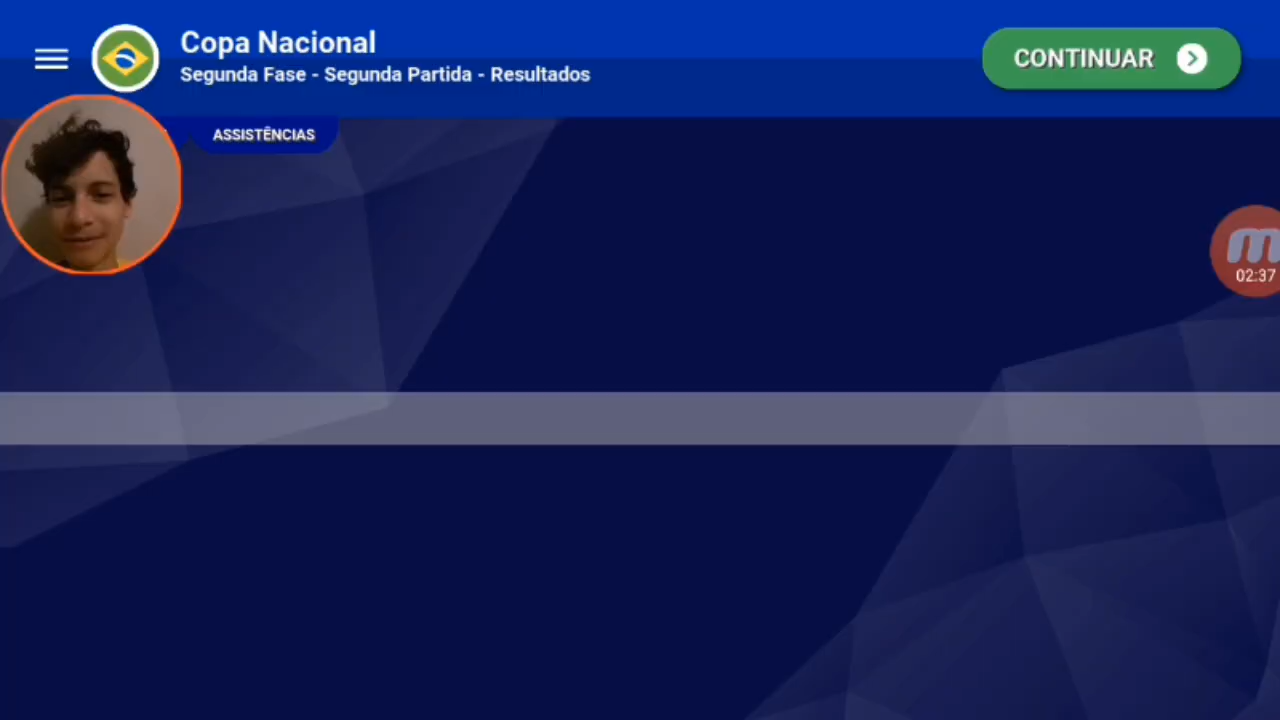 Copa Nacional
Segunda Fase - Segunda Partida - Resultados
CONTINUAR
ASSISTÊNCIAS
02:37